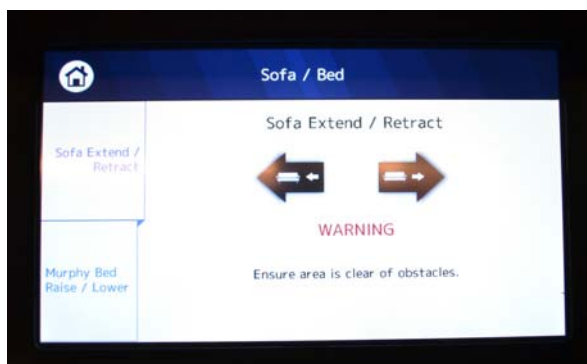 Sofa / Bed
Sofa Extend /
Retract
Sofa Extend / Retract
WARNING
Ensure area is clear of obstacles.
Murphy Bed
Raise / Lower